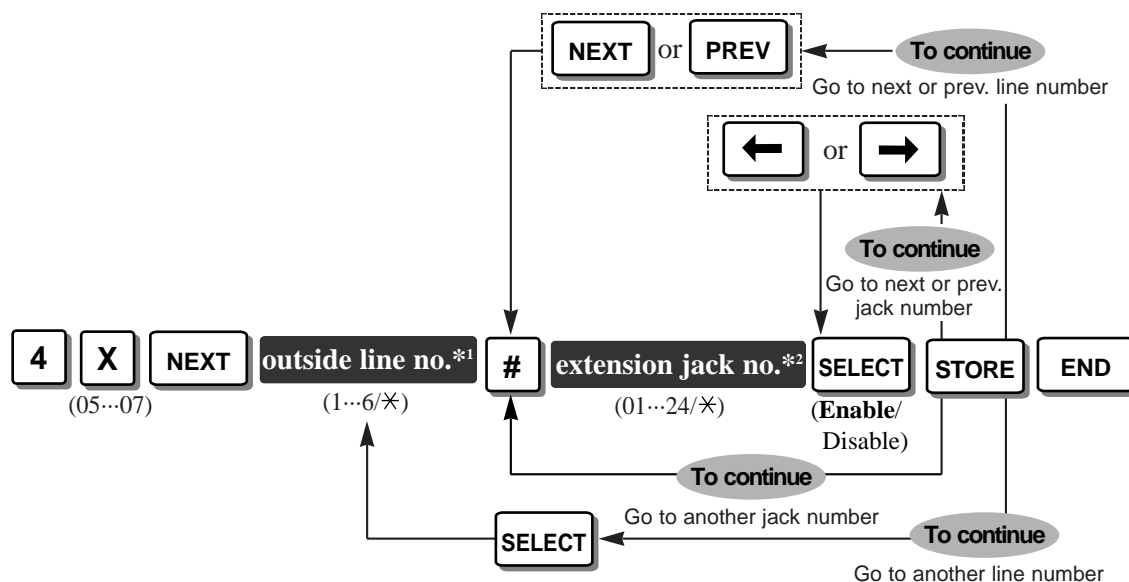 NEXT or PREV
To continue
Go to next or prev. line number
← or →
To continue
Go to next or prev.
jack number
4 X NEXT outside line no.*1 # extension jack no.*2 SELECT STORE END
(05···07) (1···6/✳) (01···24/✳) (Enable/
Disable)
To continue
Go to another jack number
SELECT
To continue
Go to another line number